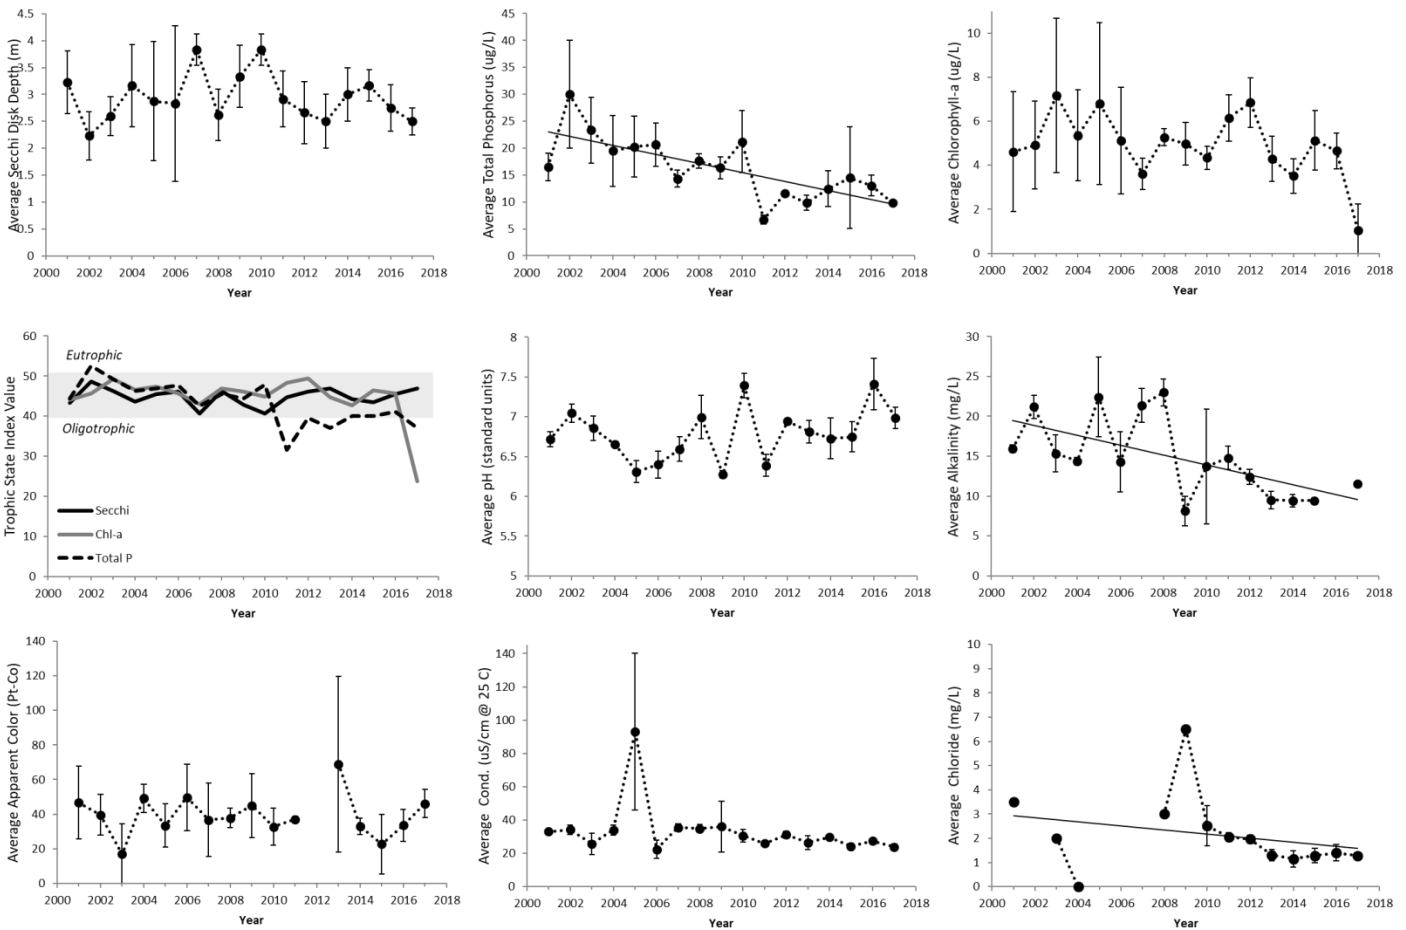 Average Secchi Disk Depth (m)
4.5
4
3.5
3
2.5
2
1.5
1
0.5
0
2000 2002 2004 2006 2008 2010 2012 2014 2016 2018
Year
Average Total Phosphorus (ug/L)
45
40
35
30
25
20
15
10
5
0
2000 2002 2004 2006 2008 2010 2012 2014 2016 2018
Year
Average Chlorophyll-a (ug/L)
10
8
6
4
2
0
2000 2002 2004 2006 2008 2010 2012 2014 2016 2018
Year
Trophic State Index Value
60
50
40
30
20
10
0
Eutrophic
Oligotrophic
Secchi
Chl-a
Total P
2000 2002 2004 2006 2008 2010 2012 2014 2016 2018
Year
Average pH (standard units)
8
7.5
7
6.5
6
5.5
5
2000 2002 2004 2006 2008 2010 2012 2014 2016 2018
Year
Average Alkalinity (mg/L)
30
25
20
15
10
5
0
2000 2002 2004 2006 2008 2010 2012 2014 2016 2018
Year
Average Apparent Color (Pt-Co)
140
120
100
80
60
40
20
0
2000 2002 2004 2006 2008 2010 2012 2014 2016 2018
Year
Average Cond. (uS/cm @ 25 C)
140
120
100
80
60
40
20
0
2000 2002 2004 2006 2008 2010 2012 2014 2016 2018
Year
Average Chloride (mg/L)
10
9
8
7
6
5
4
3
2
1
0
2000 2002 2004 2006 2008 2010 2012 2014 2016 2018
Year